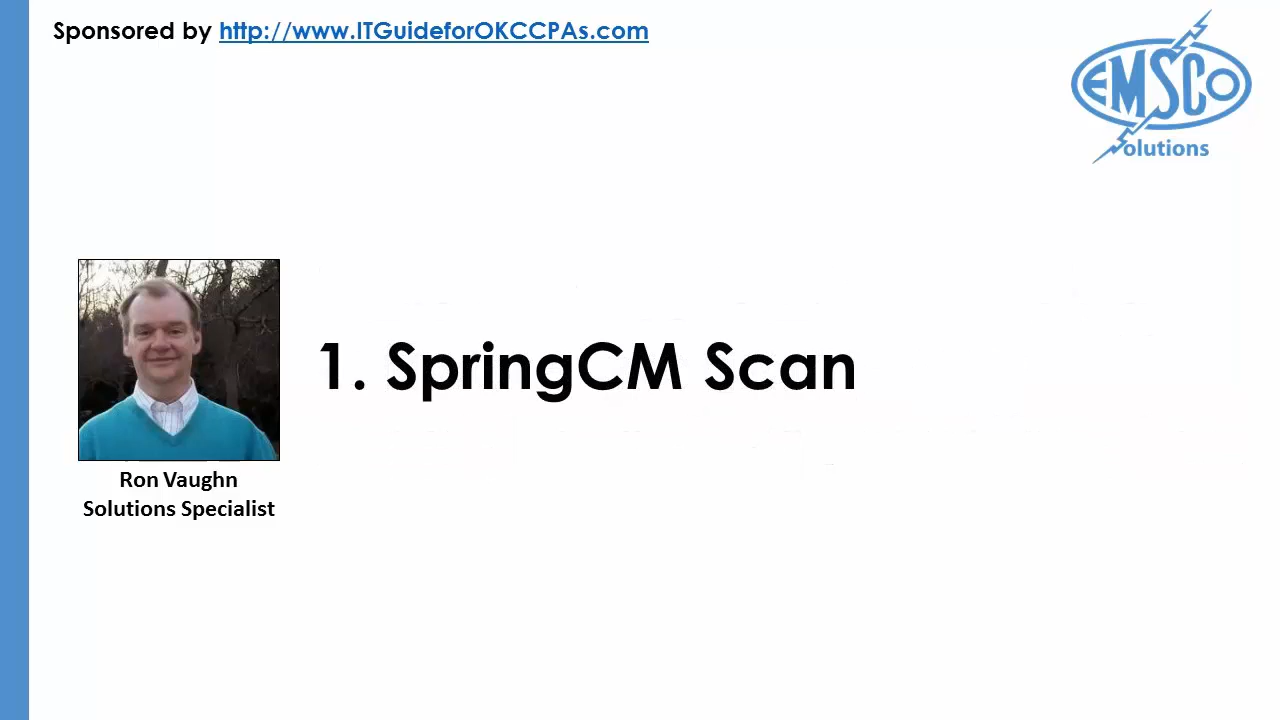 Sponsored by http://www.ITGuideforOKCCPAs.com
EMSCO
Solutions
1. SpringCM Scan
Ron Vaughn
Solutions Specialist